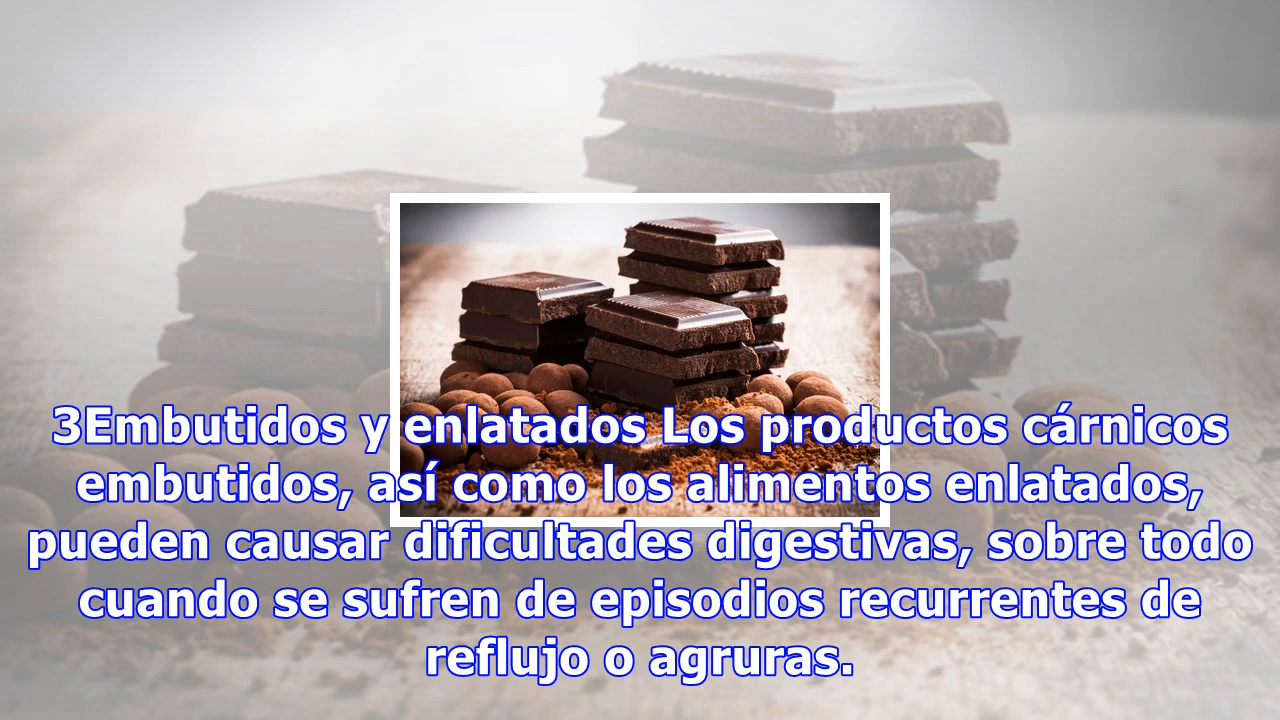 3Embutidos y enlatados Los productos cárnicos
embutidos, así como los alimentos enlatados,
pueden causar dificultades digestivas, sobre todo
cuando se sufren de episodios recurrentes de
reflujo o agruras.